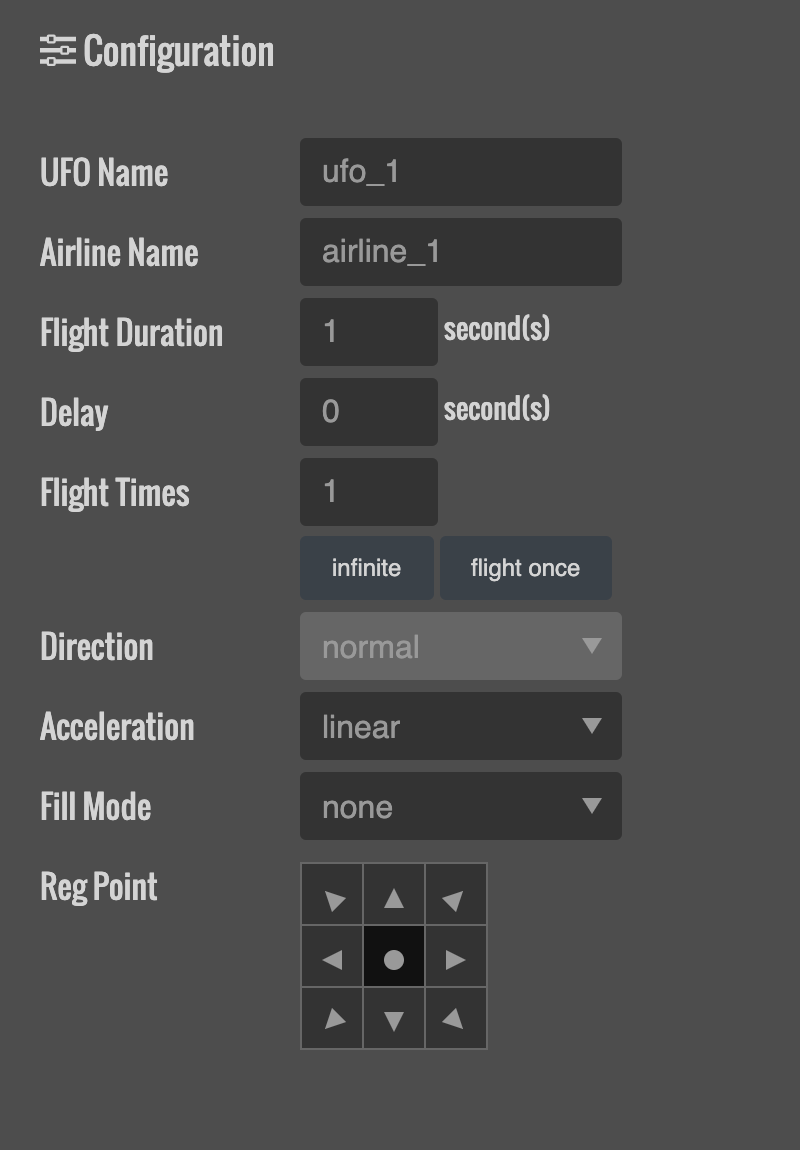 Configuration
UFO Name ufo_1
Airline Name airline_1
Flight Duration 1 second(s)
Delay 0 second(s)
Flight Times 1
infinite flight once
Direction normal
Acceleration linear
Fill Mode none
Reg Point